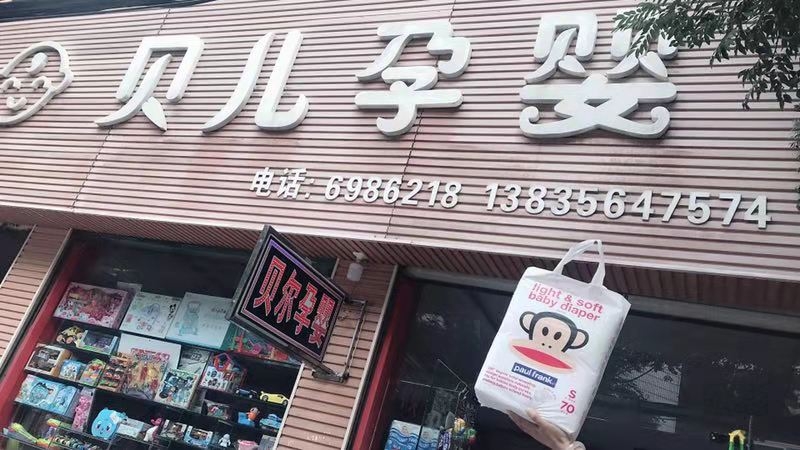 贝儿孕婴
电话：6986218 13835647574
贝尔孕婴
light & soft
baby diaper
paul frank
S
70